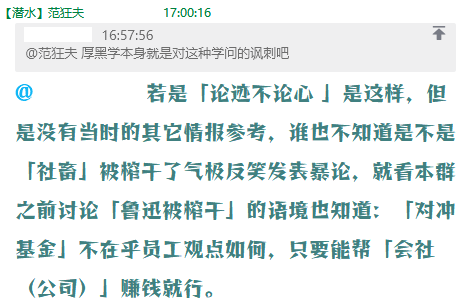 【潜水】范狂夫 17:00:16
16:57:56
@范狂夫 厚黑学本身就是对这种学问的讽刺吧
@ 若是「论迹不论心 」是这样，但
是没有当时的其它情报参考，谁也不知道是不是
「社畜」被榨干了气极反笑发表暴论，就看本群
之前讨论「鲁迅被榨干」的语境也知道：「对冲
基金」不在乎员工观点如何，只要能帮「会社
（公司）」赚钱就行。